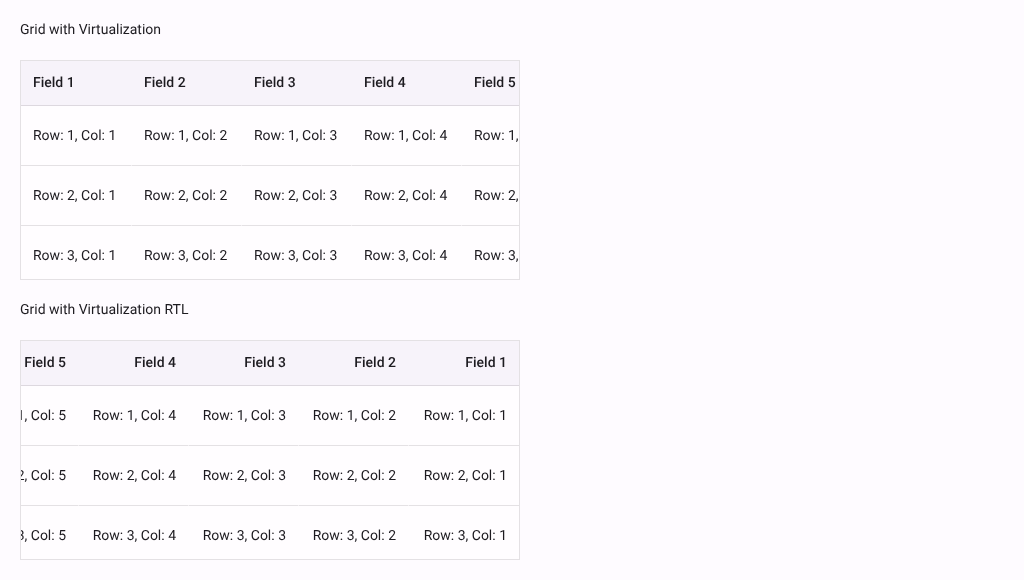 Grid with Virtualization
Field 1 Field 2 Field 3 Field 4 Field 5
Row: 1, Col: 1 Row: 1, Col: 2 Row: 1, Col: 3 Row: 1, Col: 4 Row: 1,
Row: 2, Col: 1 Row: 2, Col: 2 Row: 2, Col: 3 Row: 2, Col: 4 Row: 2,
Row: 3, Col: 1 Row: 3, Col: 2 Row: 3, Col: 3 Row: 3, Col: 4 Row: 3,
Grid with Virtualization RTL
Field 5 Field 4 Field 3 Field 2 Field 1
, Col: 5 Row: 1, Col: 4 Row: 1, Col: 3 Row: 1, Col: 2 Row: 1, Col: 1
2, Col: 5 Row: 2, Col: 4 Row: 2, Col: 3 Row: 2, Col: 2 Row: 2, Col: 1
3, Col: 5 Row: 3, Col: 4 Row: 3, Col: 3 Row: 3, Col: 2 Row: 3, Col: 1